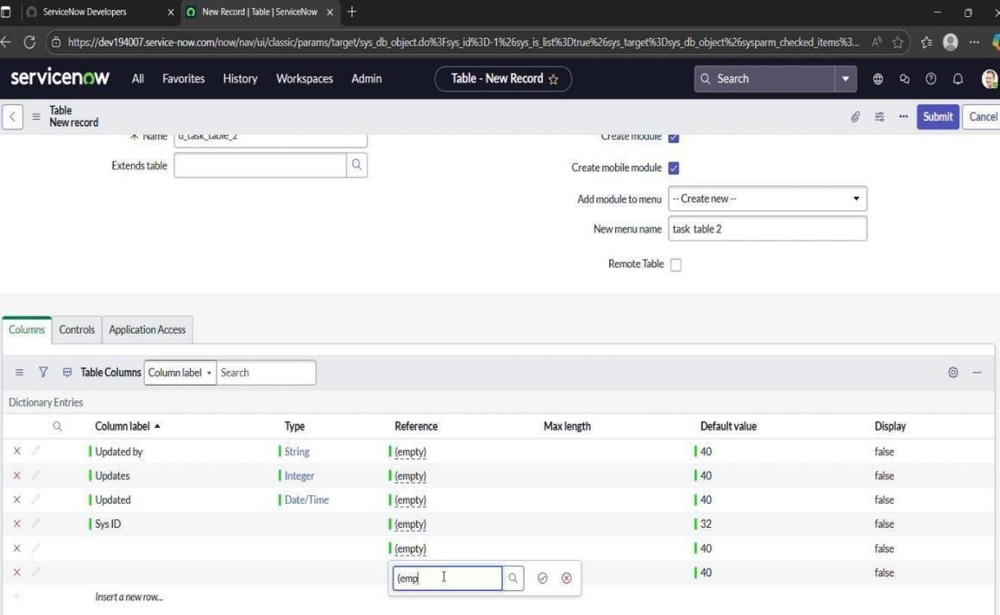 ServiceNow Developers
New Record | Table | ServiceNow
https://dev194007.service-now.com/now/nav/ui/classic/params/target/sys_db_object.do%3Fsys_id%3D-1%26sys_is_list%3Dtrue%26sys_target%3Dsys_db_object%26sysparm_checked_items%3...
servicenow All Favorites History Workspaces Admin Table - New Record Search
Table
New record
Submit Cancel
* Name u_task_table_2 Create module
Extends table Create mobile module
Add module to menu -- Create new --
New menu name task table 2
Remote Table
Columns Controls Application Access
Table Columns Column label Search
Dictionary Entries
Column label Type Reference Max length Default value Display
Updated by String (empty) 40 false
Updates Integer (empty) 40 false
Updated Date/Time (empty) 40 false
Sys ID (empty) 32 false
(empty) 40 false
(emp 40 false
Insert a new row...